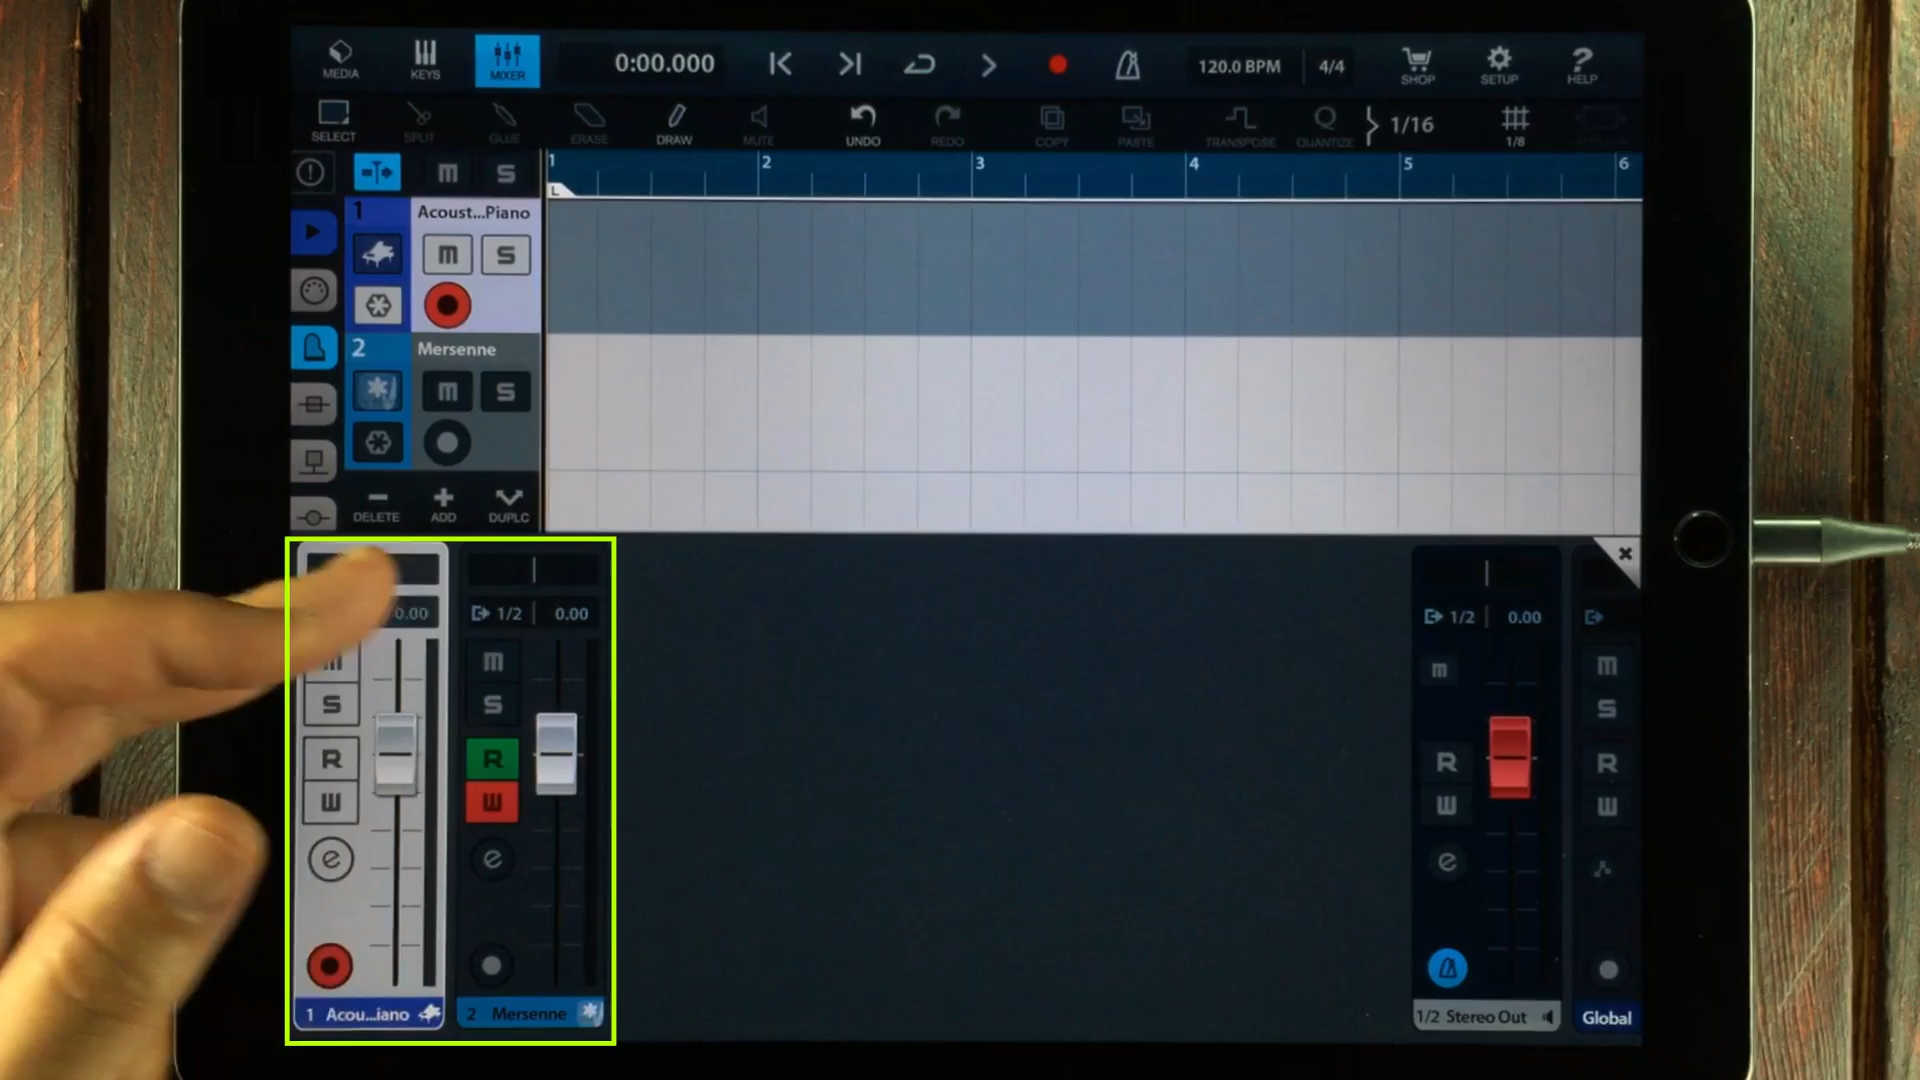 MEDIA KEYS MIXER 0:00.000 120.0 BPM 4/4 SHOP SETUP HELP
SELECT SPLIT GLUE ERASE DRAW MUTE UNDO REDO COPY PASTE TRANSPOSE QUANTIZE 1/16 1/8
m S 1 2 3 4 5 6
L
1 Acoust...Piano
m S
2 Mersenne
m S
DELETE ADD DUPLC
0.00 1/2 0.00 1/2 0.00
m m m m
S S S
R R R R
W W W W
e e e
1 Acou...iano 2 Mersenne 1/2 Stereo Out Global